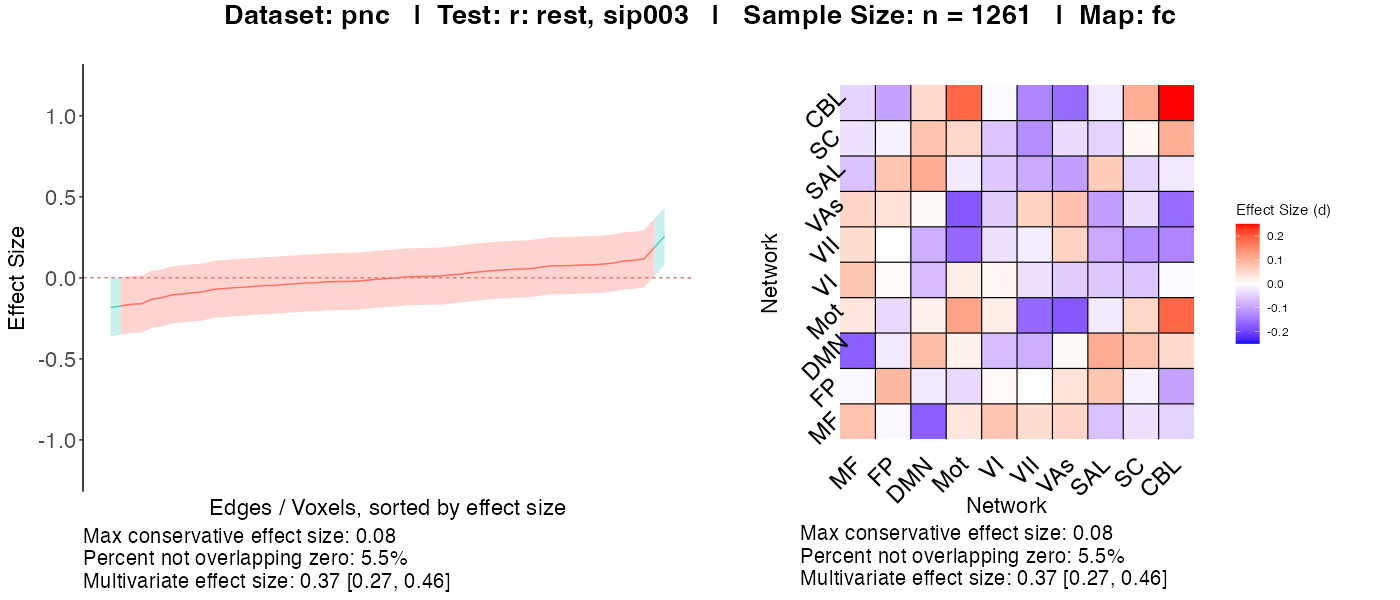 Dataset: pnc | Test: r: rest, sip003 | Sample Size: n = 1261 | Map: fc
1.0
0.5
0.0
-0.5
-1.0
Effect Size
Edges / Voxels, sorted by effect size
Max conservative effect size: 0.08
Percent not overlapping zero: 5.5%
Multivariate effect size: 0.37 [0.27, 0.46]
CBL
SC
SAL
VAs
VII
VI
Mot
DMN
FP
MF
Network
MF
FP
DMN
Mot
VI
VII
VAs
SAL
SC
CBL
Network
Effect Size (d)
0.2
0.1
0.0
-0.1
-0.2
Max conservative effect size: 0.08
Percent not overlapping zero: 5.5%
Multivariate effect size: 0.37 [0.27, 0.46]